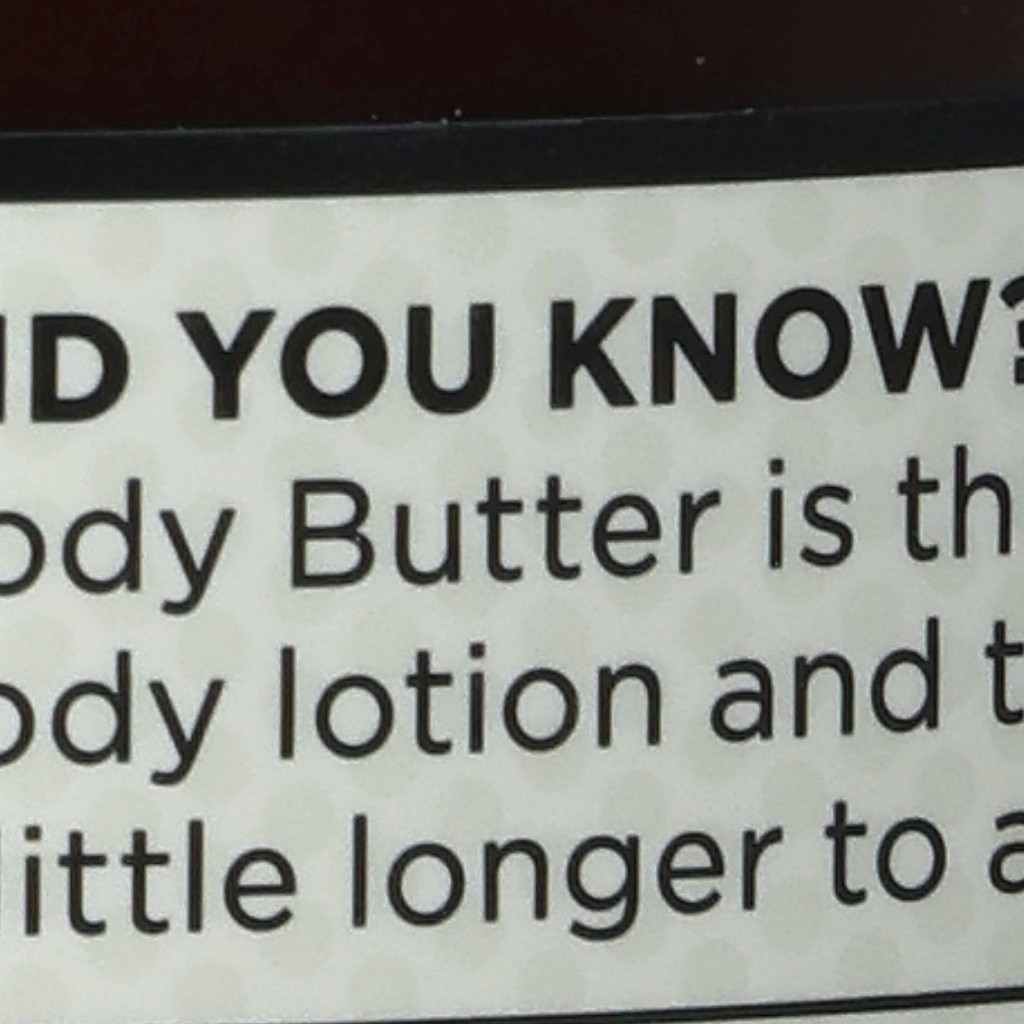 ID YOU KNOW?
ody Butter is th
ody lotion and t
little longer to a